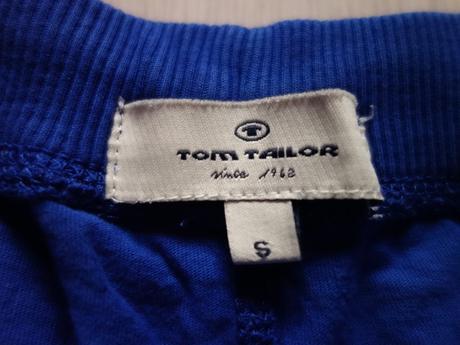 T
TOM TAILOR
since 1962
S